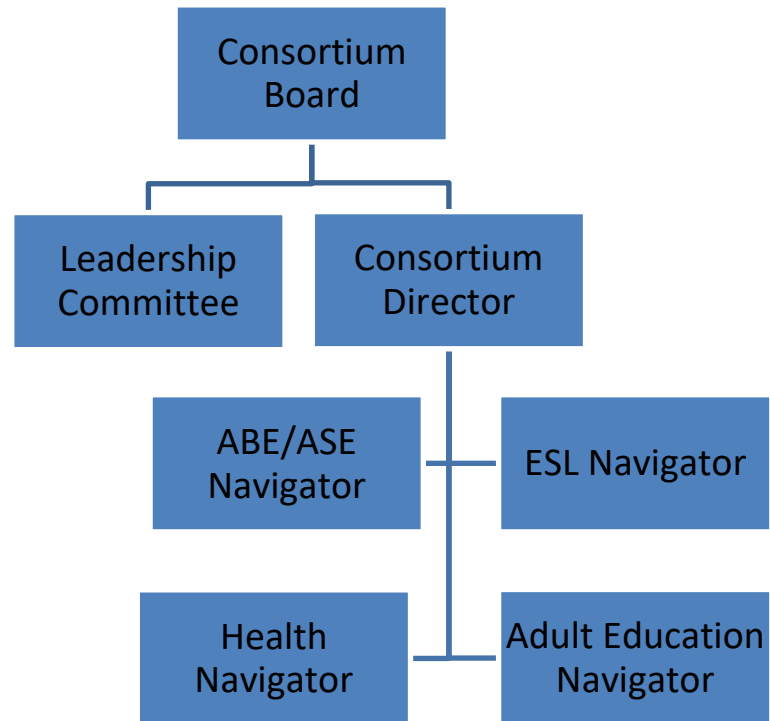 Consortium
Board
Leadership
Committee
Consortium
Director
ABE/ASE
Navigator
ESL Navigator
Health
Navigator
Adult Education
Navigator